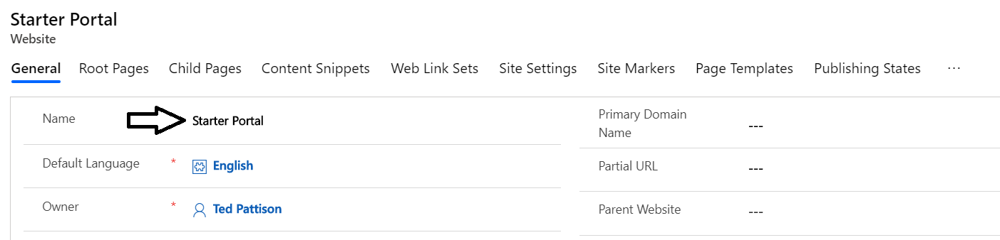 Starter Portal
Website
General Root Pages Child Pages Content Snippets Web Link Sets Site Settings Site Markers Page Templates Publishing States ...
Name Starter Portal
Default Language * English
Owner * Ted Pattison
Primary Domain
Name ---
Partial URL ---
Parent Website ---